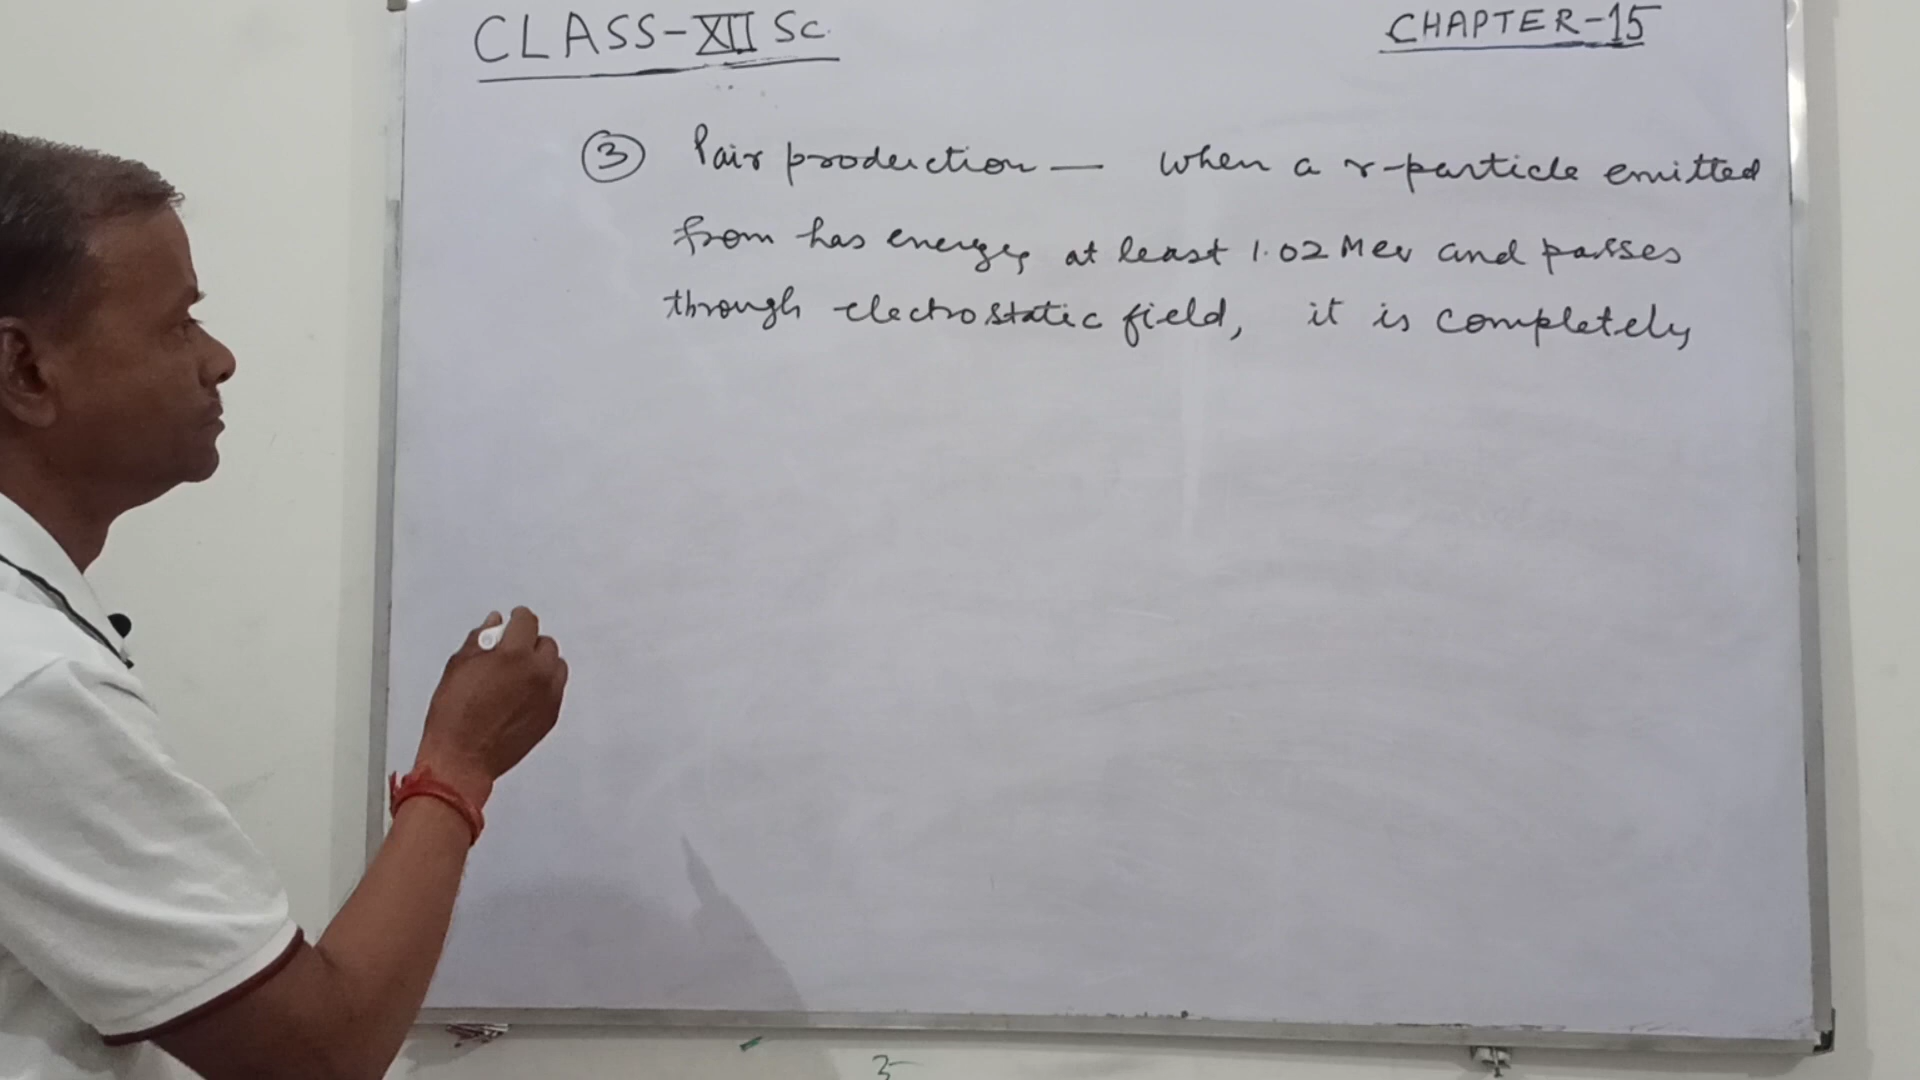 CLASS-XII Sc.
CHAPTER-15
③ Pair production — When a r-particle emitted
from has energy at least 1.02 Mev and passes
through electrostatic field, it is completely
3